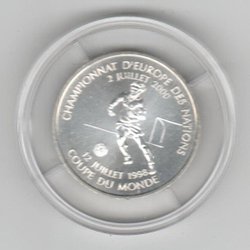 CHAMPIONNAT D'EUROPE DES NATIONS
2 JUILLET 2000
12 JUILLET 1998
COUPE DU MONDE